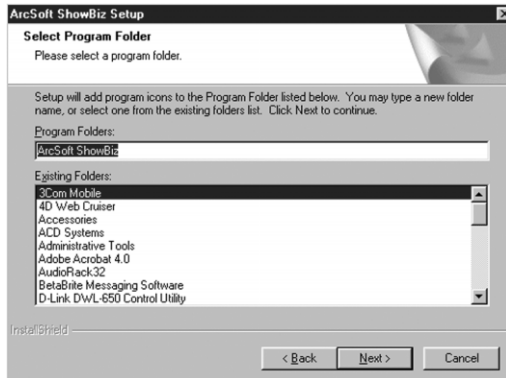 ArcSoft ShowBiz Setup
Select Program Folder
Please select a program folder.
Setup will add program icons to the Program Folder listed below. You may type a new folder
name, or select one from the existing folders list. Click Next to continue.
Program Folders:
ArcSoft ShowBiz
Existing Folders:
3Com Mobile
4D Web Cruiser
Accessories
ACD Systems
Administrative Tools
Adobe Acrobat 4.0
AudioRack32
BetaBrite Messaging Software
D-Link DWL-650 Control Utility
InstallShield
< Back
Next >
Cancel